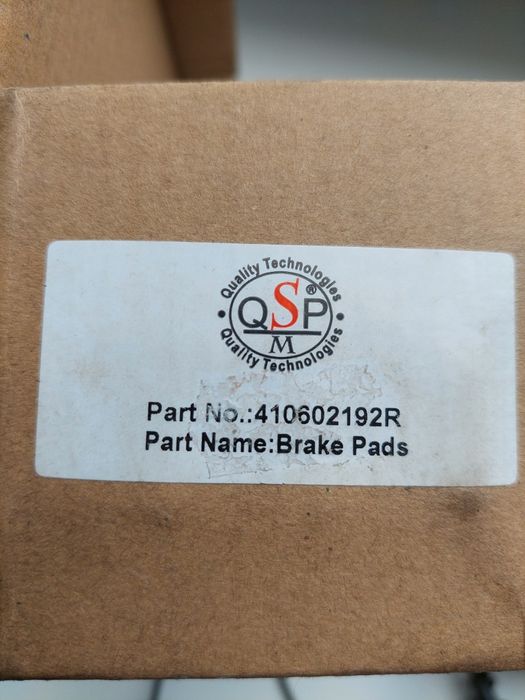 Quality Technologies
QSP®
M
Quality Technologies
Part No.:410602192R
Part Name:Brake Pads